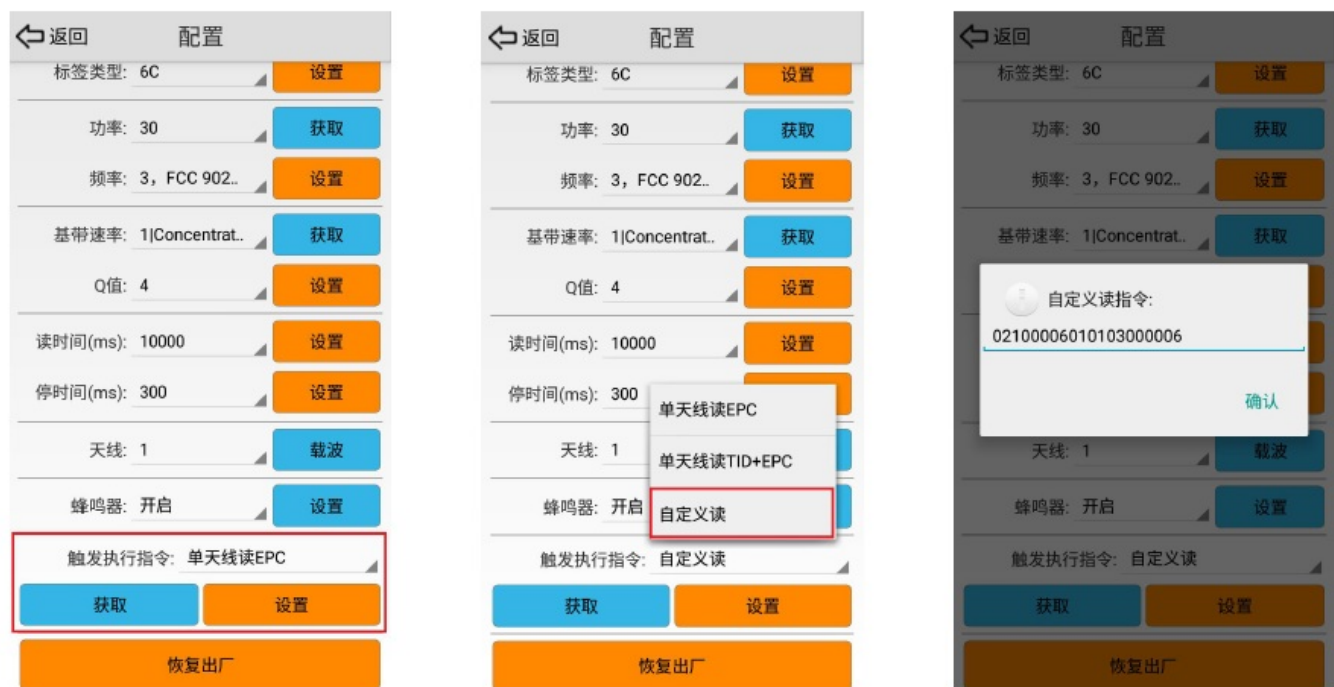 返回 配置
标签类型: 6C 设置
功率: 30 获取
频率: 3，FCC 902.. 设置
基带速率: 1|Concentrat.. 获取
Q值: 4 设置
读时间(ms): 10000 设置
停时间(ms): 300 设置
天线: 1 载波
蜂鸣器: 开启 设置
触发执行指令: 单天线读EPC
获取 设置
恢复出厂
返回 配置
标签类型: 6C 设置
功率: 30 获取
频率: 3，FCC 902.. 设置
基带速率: 1|Concentrat.. 获取
Q值: 4 设置
读时间(ms): 10000 设置
停时间(ms): 300
单天线读EPC
天线: 1
单天线读TID+EPC
蜂鸣器: 开启
自定义读
触发执行指令: 自定义读
获取 设置
恢复出厂
返回 配置
标签类型: 6C 设置
功率: 30 获取
频率: 3，FCC 902.. 设置
基带速率: 1|Concentrat.. 获取
自定义读指令:
02100006010103000006
确认
天线: 1 载波
蜂鸣器: 开启 设置
触发执行指令: 自定义读
获取 设置
恢复出厂